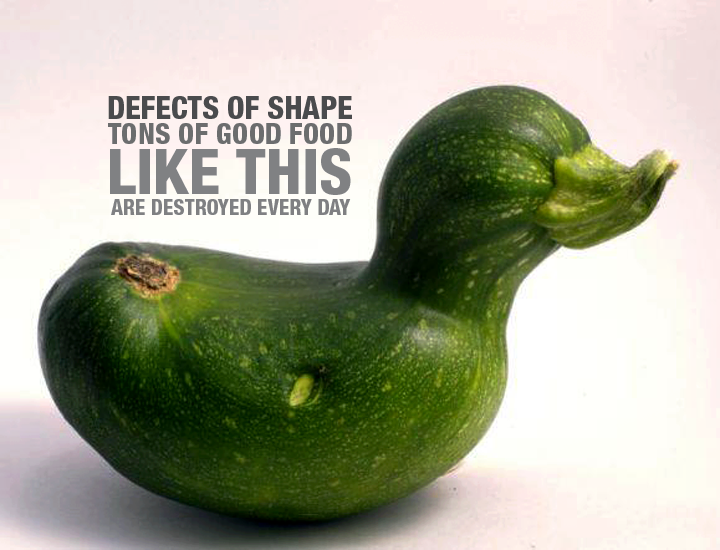 DEFECTS OF SHAPE
TONS OF GOOD FOOD
LIKE THIS
ARE DESTROYED EVERY DAY